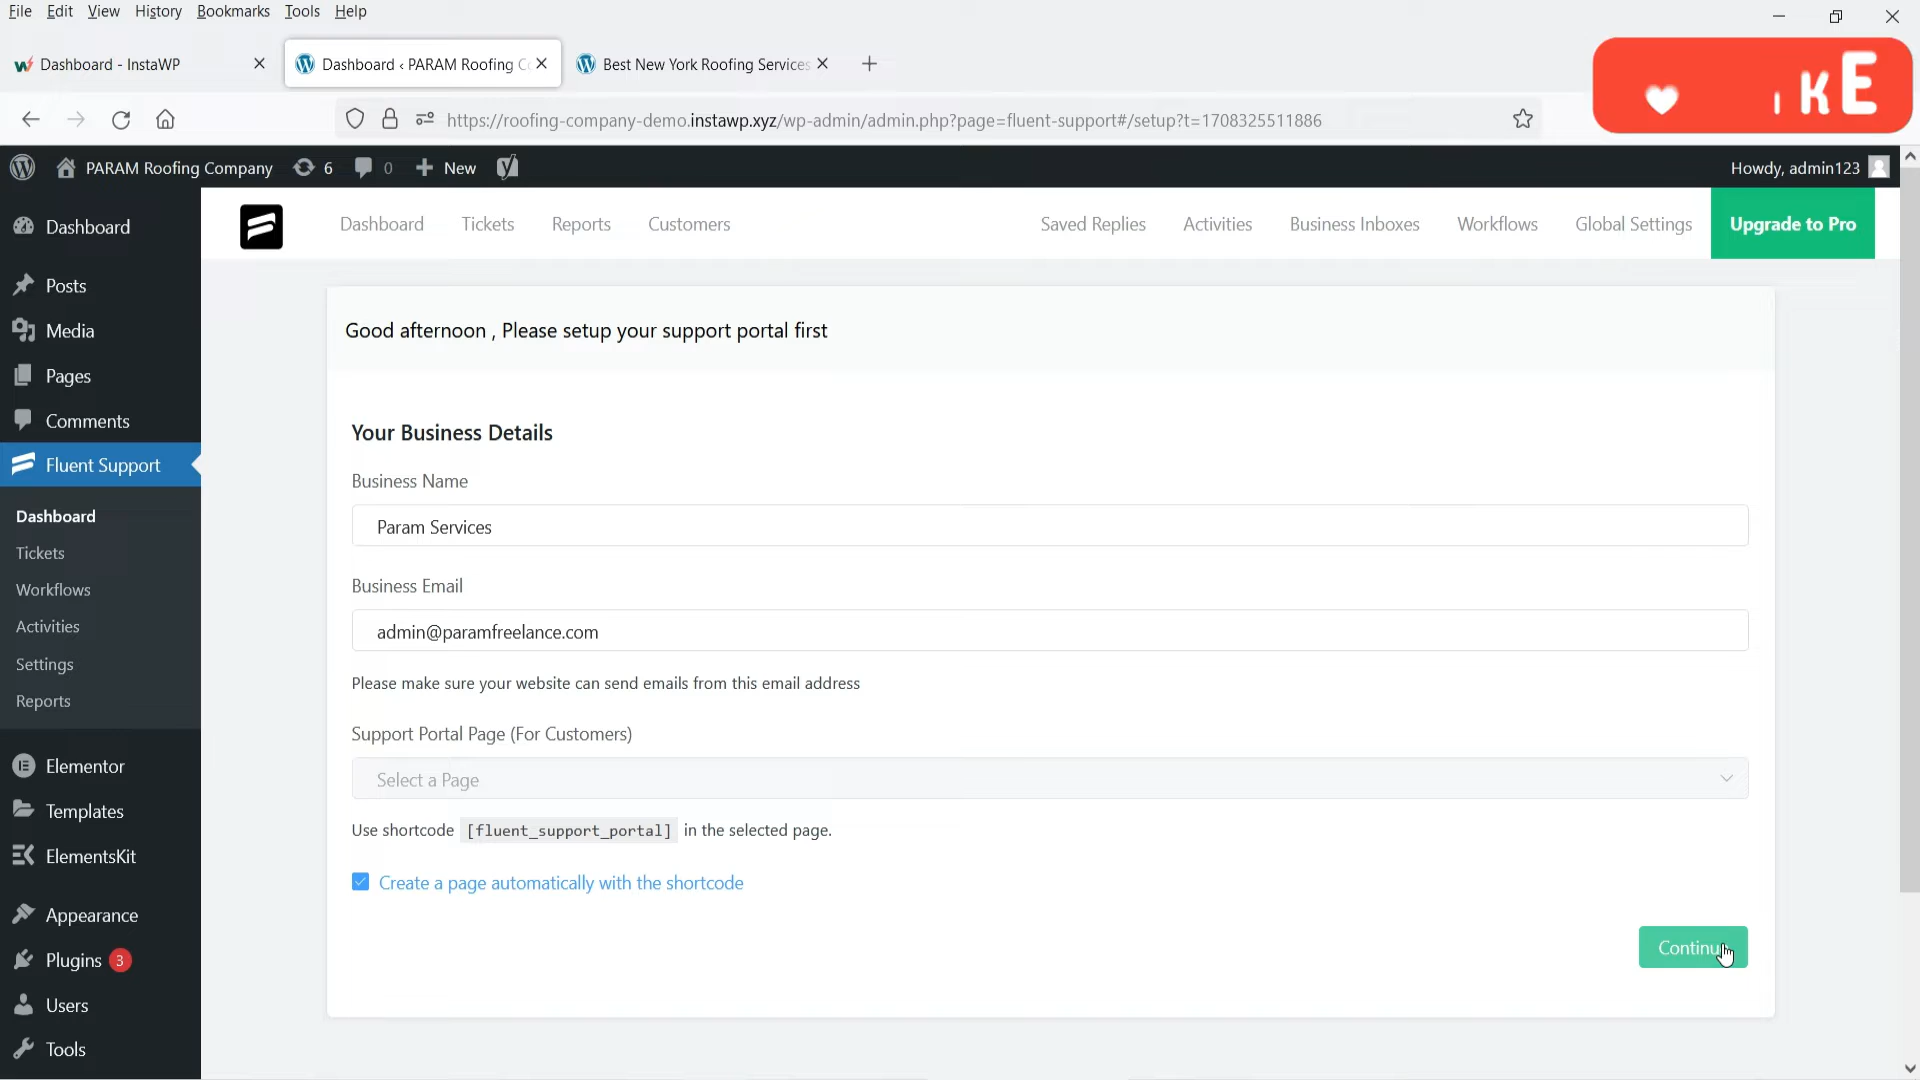 File Edit View History Bookmarks Tools Help
Dashboard - InstaWP
Dashboard ‹ PARAM Roofing C
Best New York Roofing Services
https://roofing-company-demo.instawp.xyz/wp-admin/admin.php?page=fluent-support#/setup?t=1708325511886
KE
PARAM Roofing Company 6 0 New
Howdy, admin123
Dashboard
Posts
Media
Pages
Comments
Fluent Support
Dashboard
Tickets
Workflows
Activities
Settings
Reports
Elementor
Templates
ElementsKit
Appearance
Plugins 3
Users
Tools
Dashboard Tickets Reports Customers Saved Replies Activities Business Inboxes Workflows Global Settings Upgrade to Pro
Good afternoon , Please setup your support portal first
Your Business Details
Business Name
Param Services
Business Email
admin@paramfreelance.com
Please make sure your website can send emails from this email address
Support Portal Page (For Customers)
Select a Page
Use shortcode [fluent_support_portal] in the selected page.
Create a page automatically with the shortcode
Continu